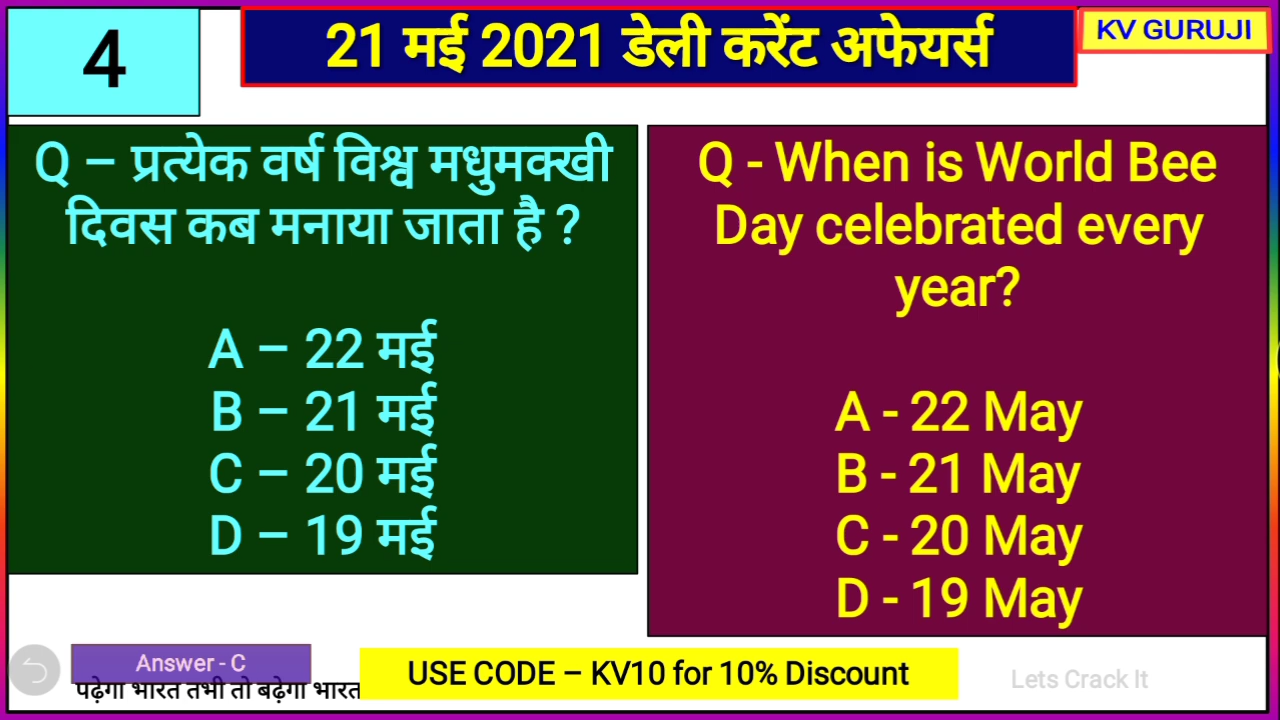 4
21 मई 2021 डेली करेंट अफेयर्स
KV GURUJI
Q – प्रत्येक वर्ष विश्व मधुमक्खी
दिवस कब मनाया जाता है ?
A – 22 मई
B – 21 मई
C – 20 मई
D – 19 मई
Q - When is World Bee
Day celebrated every
year?
A - 22 May
B - 21 May
C - 20 May
D - 19 May
Answer - C
पढ़ेगा भारत तभी तो बढ़ेगा भारत
USE CODE – KV10 for 10% Discount
Lets Crack It